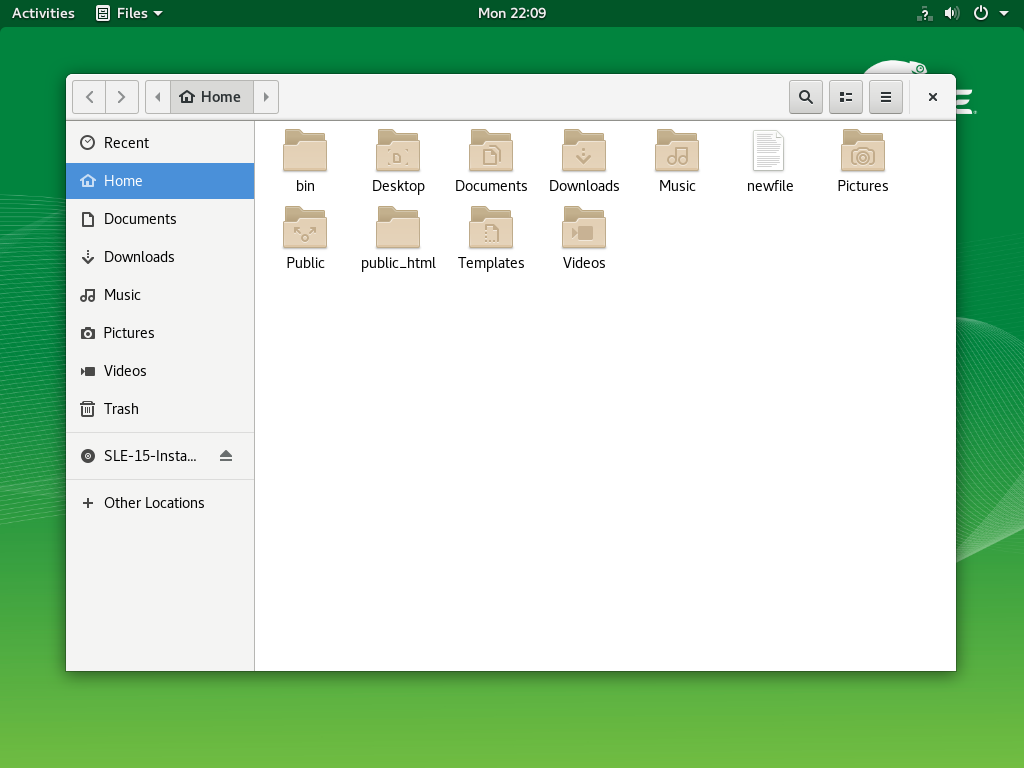 Activities Files Mon 22:09
Home
Recent
Home
Documents
Downloads
Music
Pictures
Videos
Trash
SLE-15-Insta...
Other Locations
bin Desktop Documents Downloads Music newfile Pictures
Public public_html Templates Videos